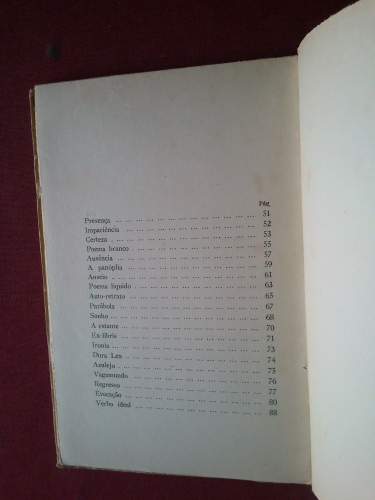 Pág.
Presença ... 51
Impaciência ... 52
Certeza ... 53
Poema branco ... 55
Ausência ... 57
A panóplia ... 59
Anseio ... 61
Poema líquido ... 63
Auto-retrato ... 65
Parábola ... 67
Sonho ... 68
A estante ... 70
Ex-libris ... 71
Ironia ... 73
Dura Lex ... 74
Azulejo ... 75
Vagamundo ... 76
Regresso ... 77
Evocação ... 80
Verbo ideal ... 88